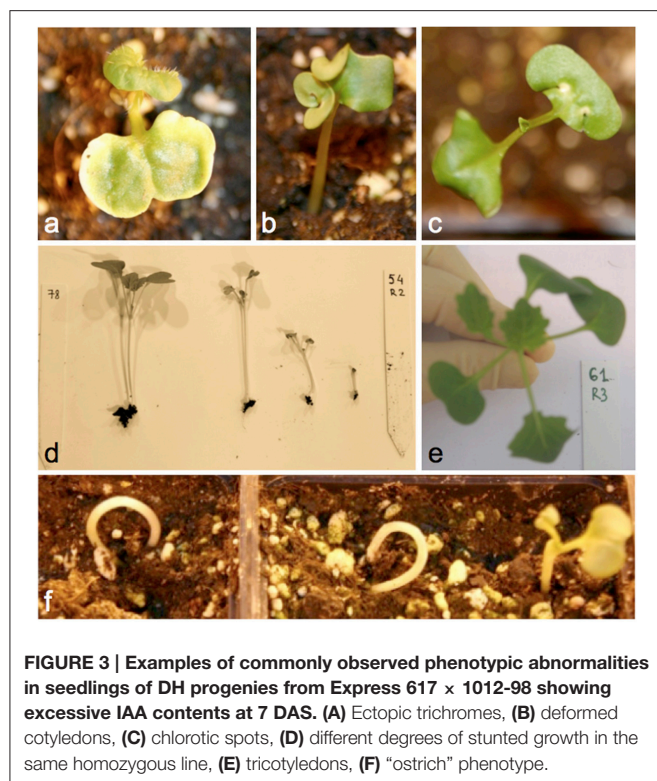 a
b
c
78
54
R2
d
61
R3
e
f
FIGURE 3 | Examples of commonly observed phenotypic abnormalities
in seedlings of DH progenies from Express 617 × 1012-98 showing
excessive IAA contents at 7 DAS. (A) Ectopic trichromes, (B) deformed
cotyledons, (C) chlorotic spots, (D) different degrees of stunted growth in the
same homozygous line, (E) tricotyledons, (F) “ostrich” phenotype.